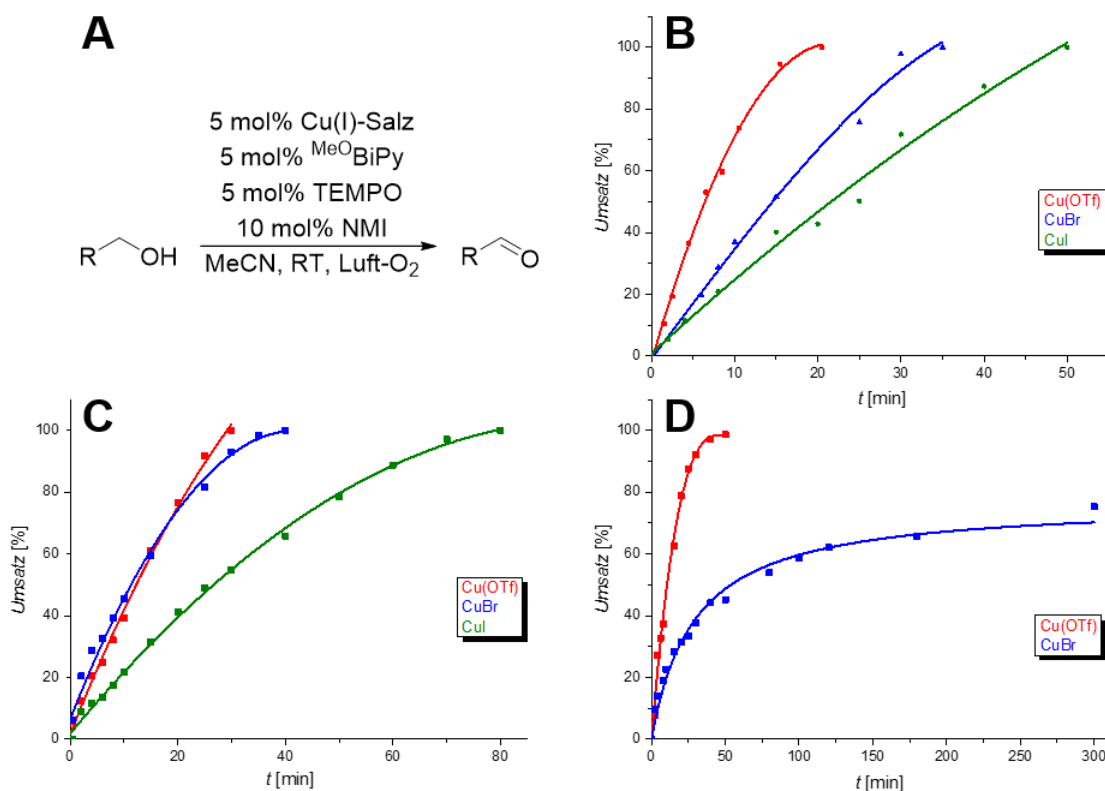 A
5 mol% Cu(I)-Salz
5 mol% MeOBiPy
5 mol% TEMPO
10 mol% NMI
R
OH
MeCN, RT, Luft-O2
R
O
B
Umsatz [%]
100
80
60
40
20
0
0 10 20 30 40 50
t [min]
Cu(OTf)
CuBr
CuI
C
Umsatz [%]
100
80
60
40
20
0
0 20 40 60 80
t [min]
Cu(OTf)
CuBr
CuI
D
Umsatz [%]
100
80
60
40
20
0
0 50 100 150 200 250 300
t [min]
Cu(OTf)
CuBr